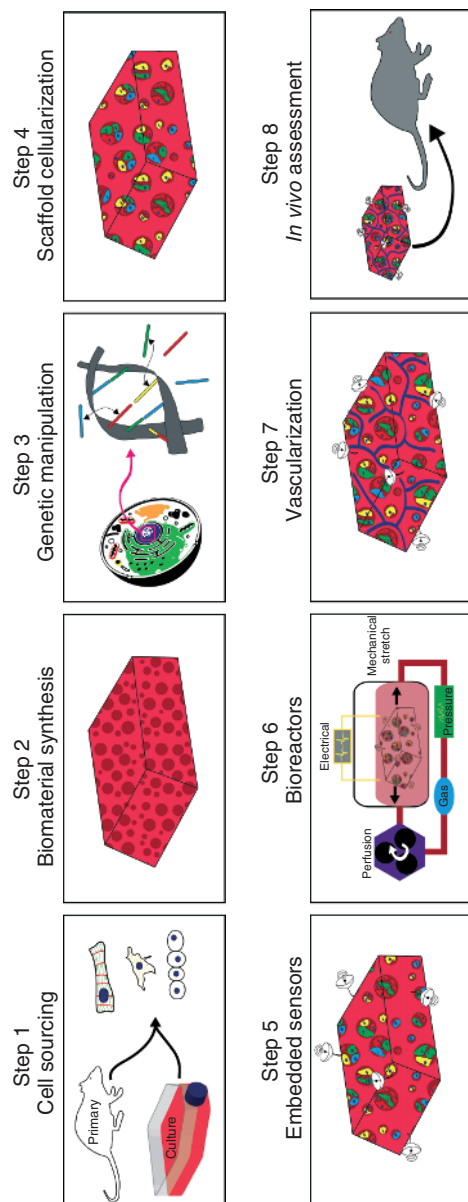 Step 1
Cell sourcing
Primary
Culture
Step 2
Biomaterial synthesis
Step 3
Genetic manipulation
Step 4
Scaffold cellularization
Step 5
Embedded sensors
Step 6
Bioreactors
Electrical
Mechanical
stretch
Perfusion
Gas
Pressure
Step 7
Vascularization
Step 8
In vivo assessment